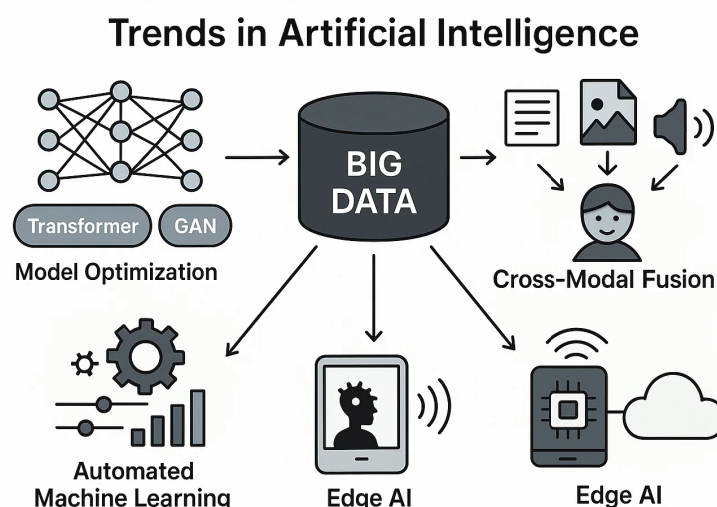 Trends in Artificial Intelligence
BIG
DATA
Transformer
GAN
Model Optimization
Cross-Modal Fusion
Automated
Machine Learning
Edge AI
Edge AI